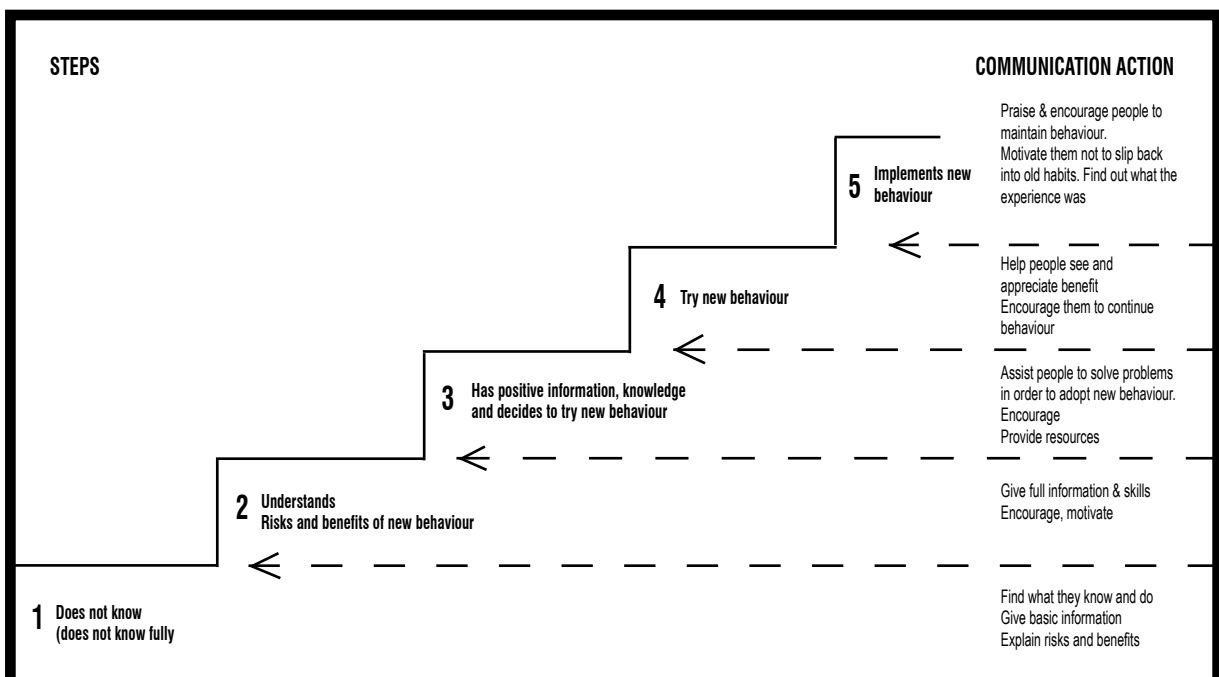 STEPS
COMMUNICATION ACTION
Praise & encourage people to
maintain behaviour.
Motivate them not to slip back
into old habits. Find out what the
experience was
5 Implements new
behaviour
Help people see and
appreciate benefit
Encourage them to continue
behaviour
4 Try new behaviour
Assist people to solve problems
in order to adopt new behaviour.
Encourage
Provide resources
3 Has positive information, knowledge
and decides to try new behaviour
Give full information & skills
Encourage, motivate
2 Understands
Risks and benefits of new behaviour
Find what they know and do
Give basic information
Explain risks and benefits
1 Does not know
(does not know fully